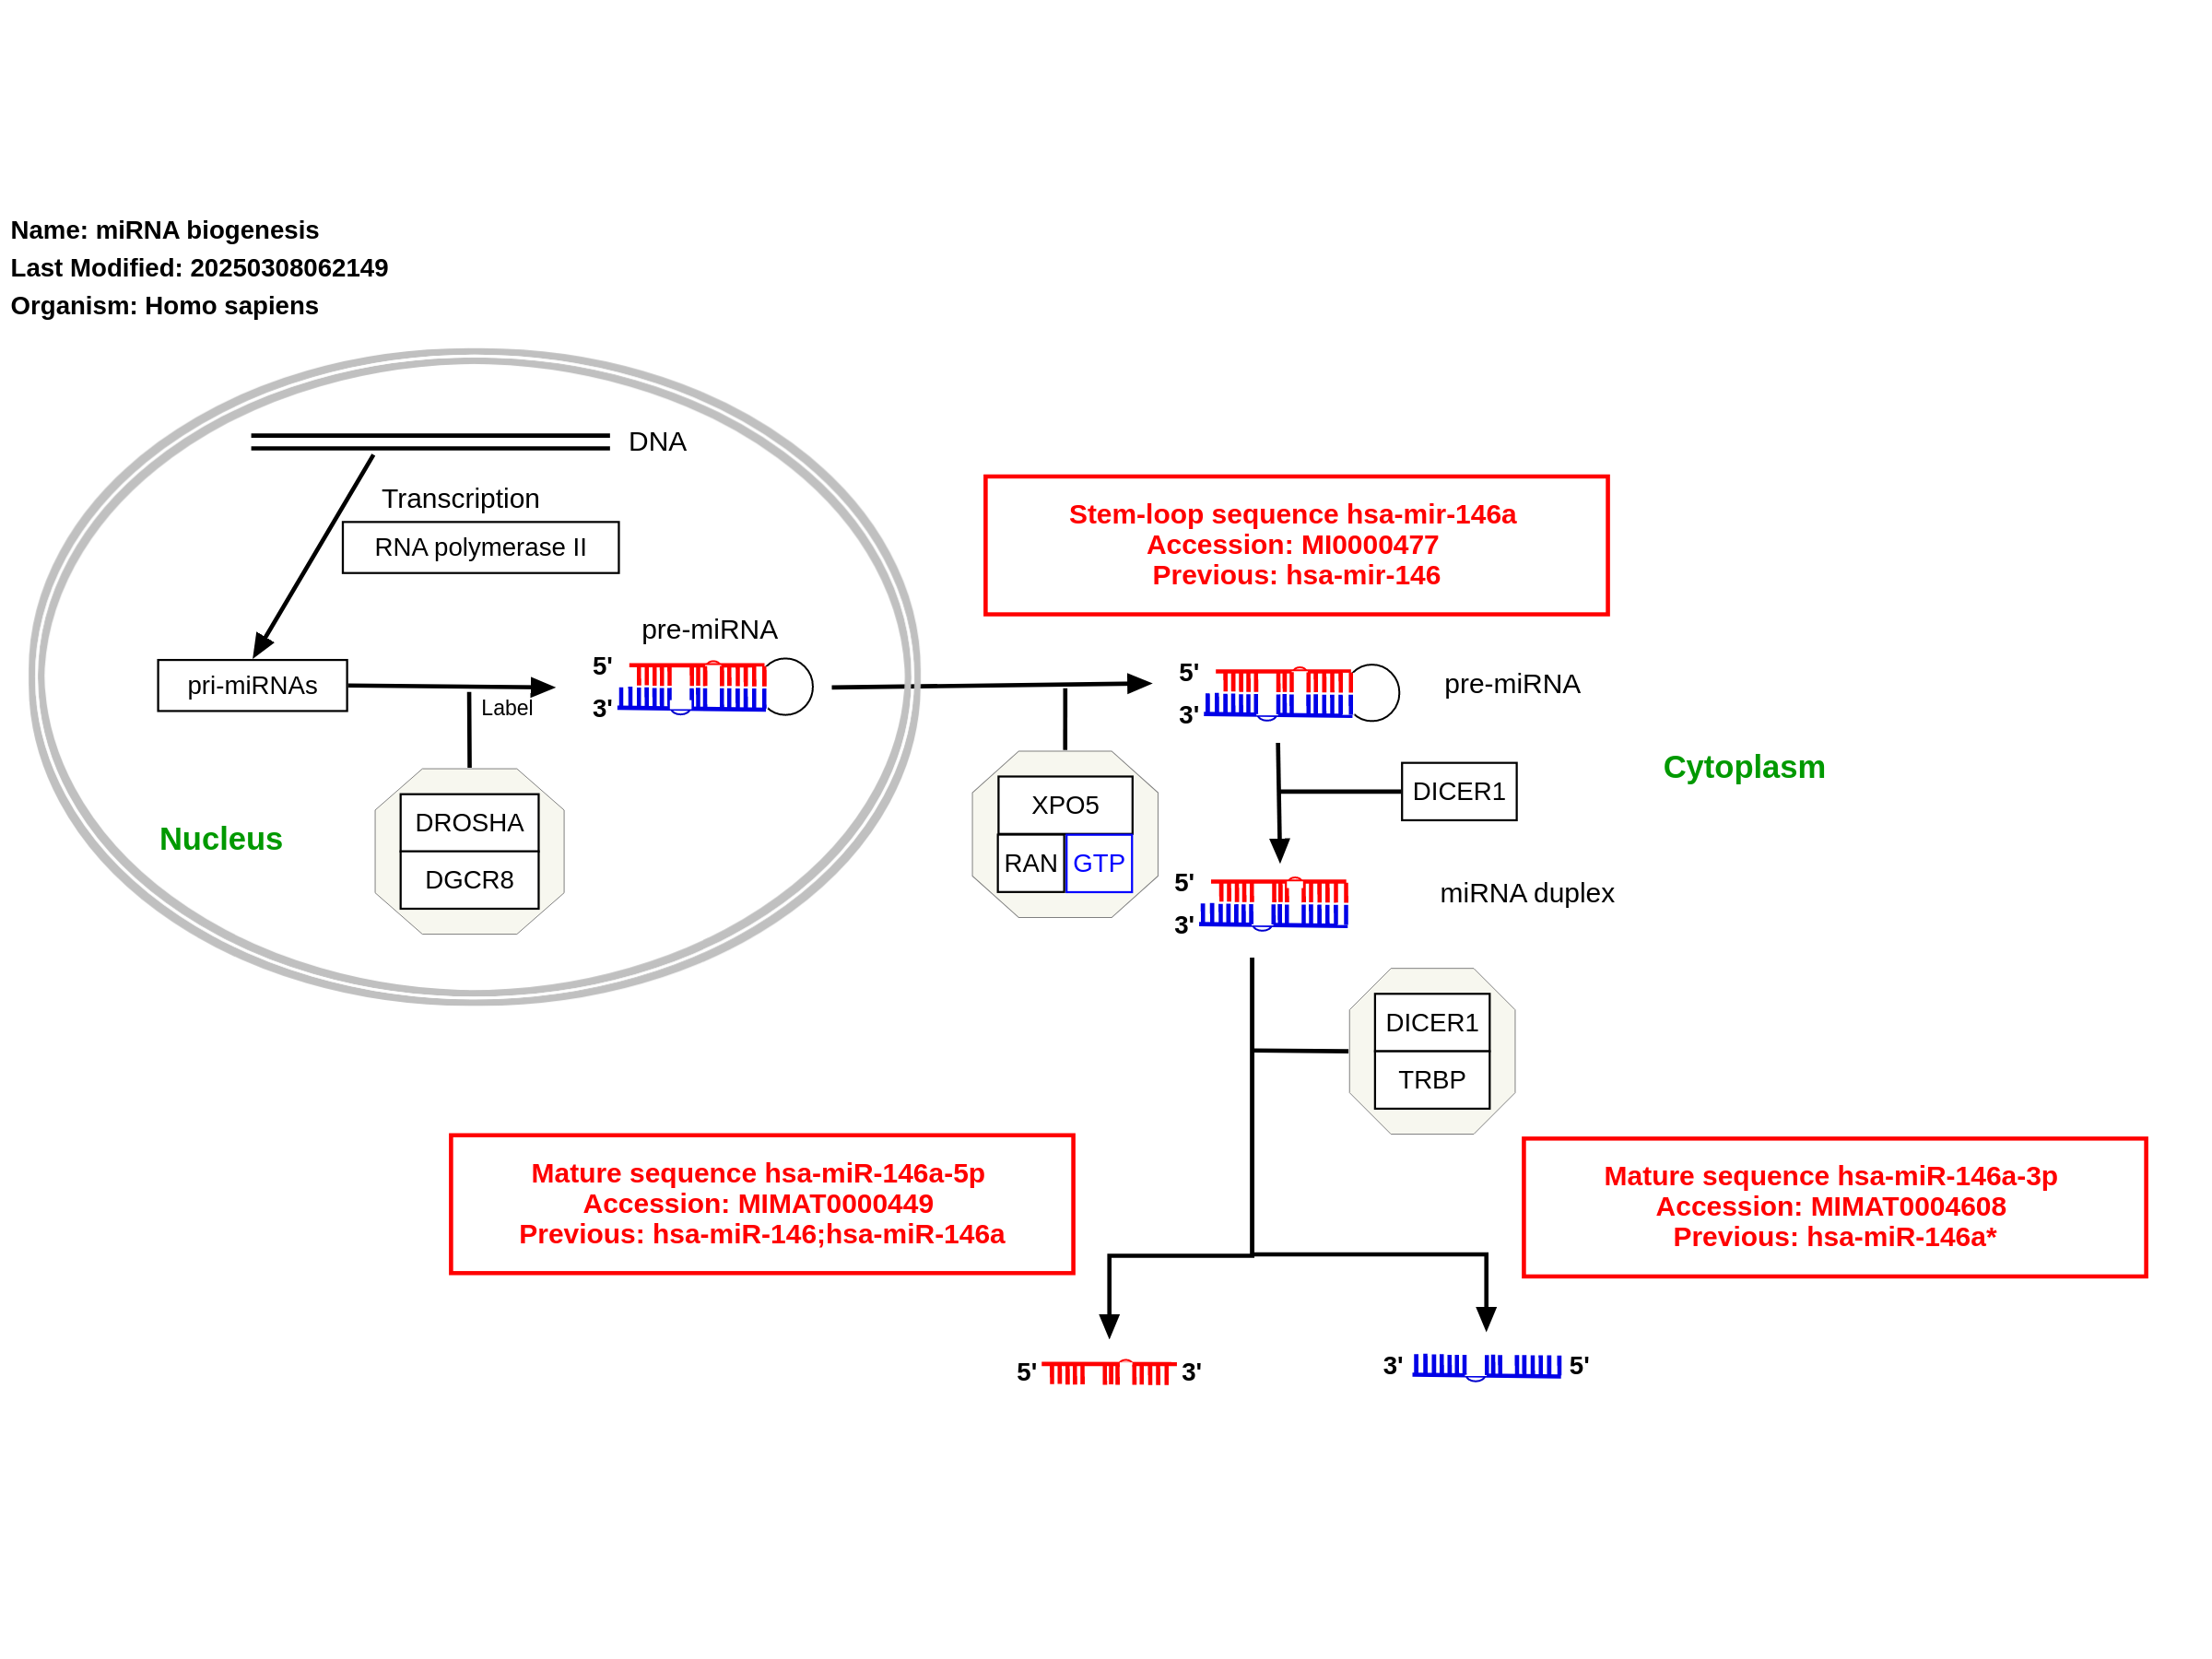 Name: miRNA biogenesis
Last Modified: 20250308062149
Organism: Homo sapiens
DNA
Transcription
RNA polymerase II
Stem-loop sequence hsa-mir-146a
Accession: MI0000477
Previous: hsa-mir-146
pre-miRNA
5'
3'
pri-miRNAs
Label
5'
3'
pre-miRNA
Cytoplasm
DROSHA
DGCR8
Nucleus
XPO5
RAN
GTP
DICER1
5'
3'
miRNA duplex
DICER1
TRBP
Mature sequence hsa-miR-146a-5p
Accession: MIMAT0000449
Previous: hsa-miR-146;hsa-miR-146a
Mature sequence hsa-miR-146a-3p
Accession: MIMAT0004608
Previous: hsa-miR-146a*
5'
3'
3'
5'